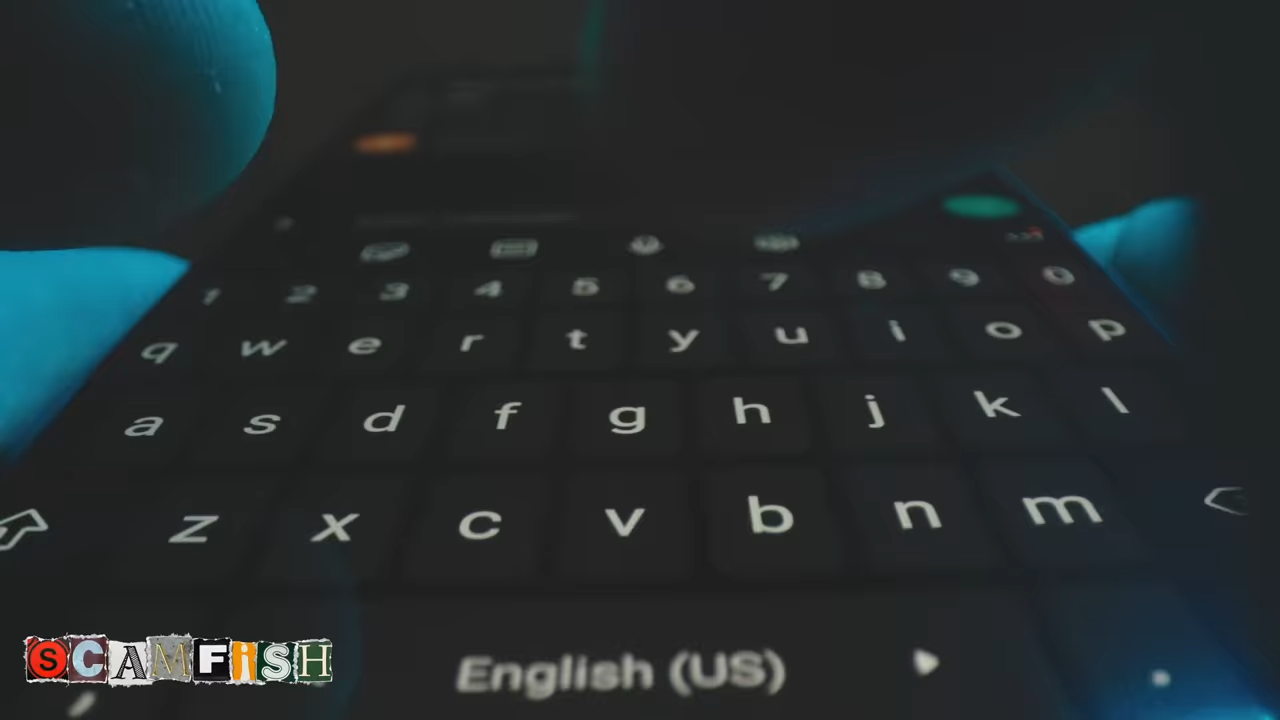 1 2 3 4 5 6 7 8 9 0
q w e r t y u i o p
a s d f g h j k l
z x c v b n m
English (US)
SCAMFiSH